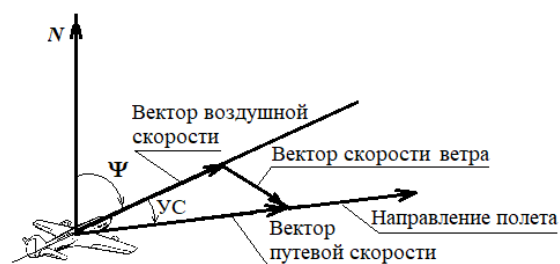 N
Вектор воздушной
скорости
Вектор скорости ветра
Ψ
УС
Направление полета
Вектор
путевой скорости